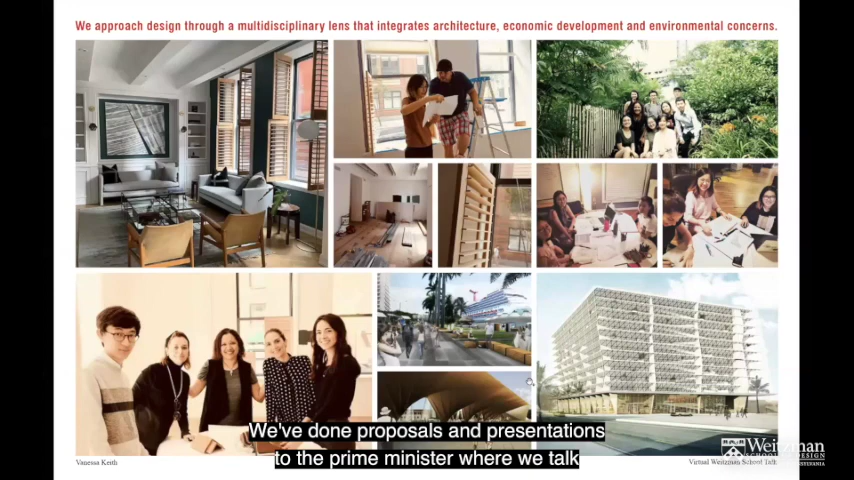 We approach design through a multidisciplinary lens that integrates architecture, economic development and environmental concerns.
We've done proposals and presentations
to the prime minister where we talk
Vanessa Keith
Virtual Weitzman School Talk
Weitzman